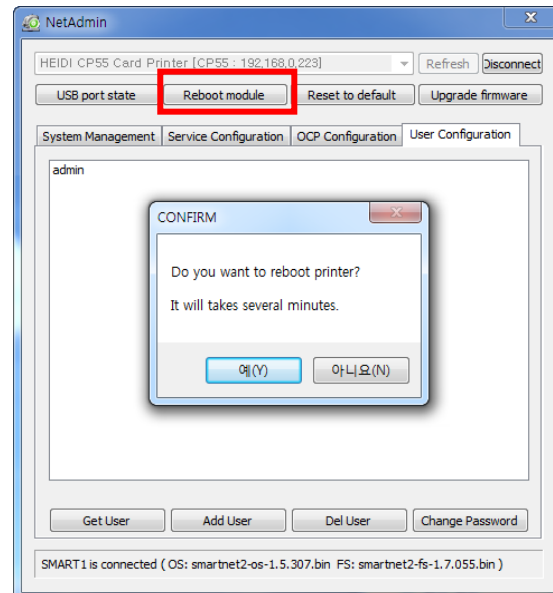 NetAdmin
HEIDI CP55 Card Printer [CP55 : 192,168,0,223]
Refresh
Disconnect
USB port state
Reboot module
Reset to default
Upgrade firmware
System Management
Service Configuration
OCP Configuration
User Configuration
admin
CONFIRM
Do you want to reboot printer?
It will takes several minutes.
예(Y)
아니요(N)
Get User
Add User
Del User
Change Password
SMART1 is connected ( OS: smartnet2-os-1.5.307.bin FS: smartnet2-fs-1.7.055.bin )